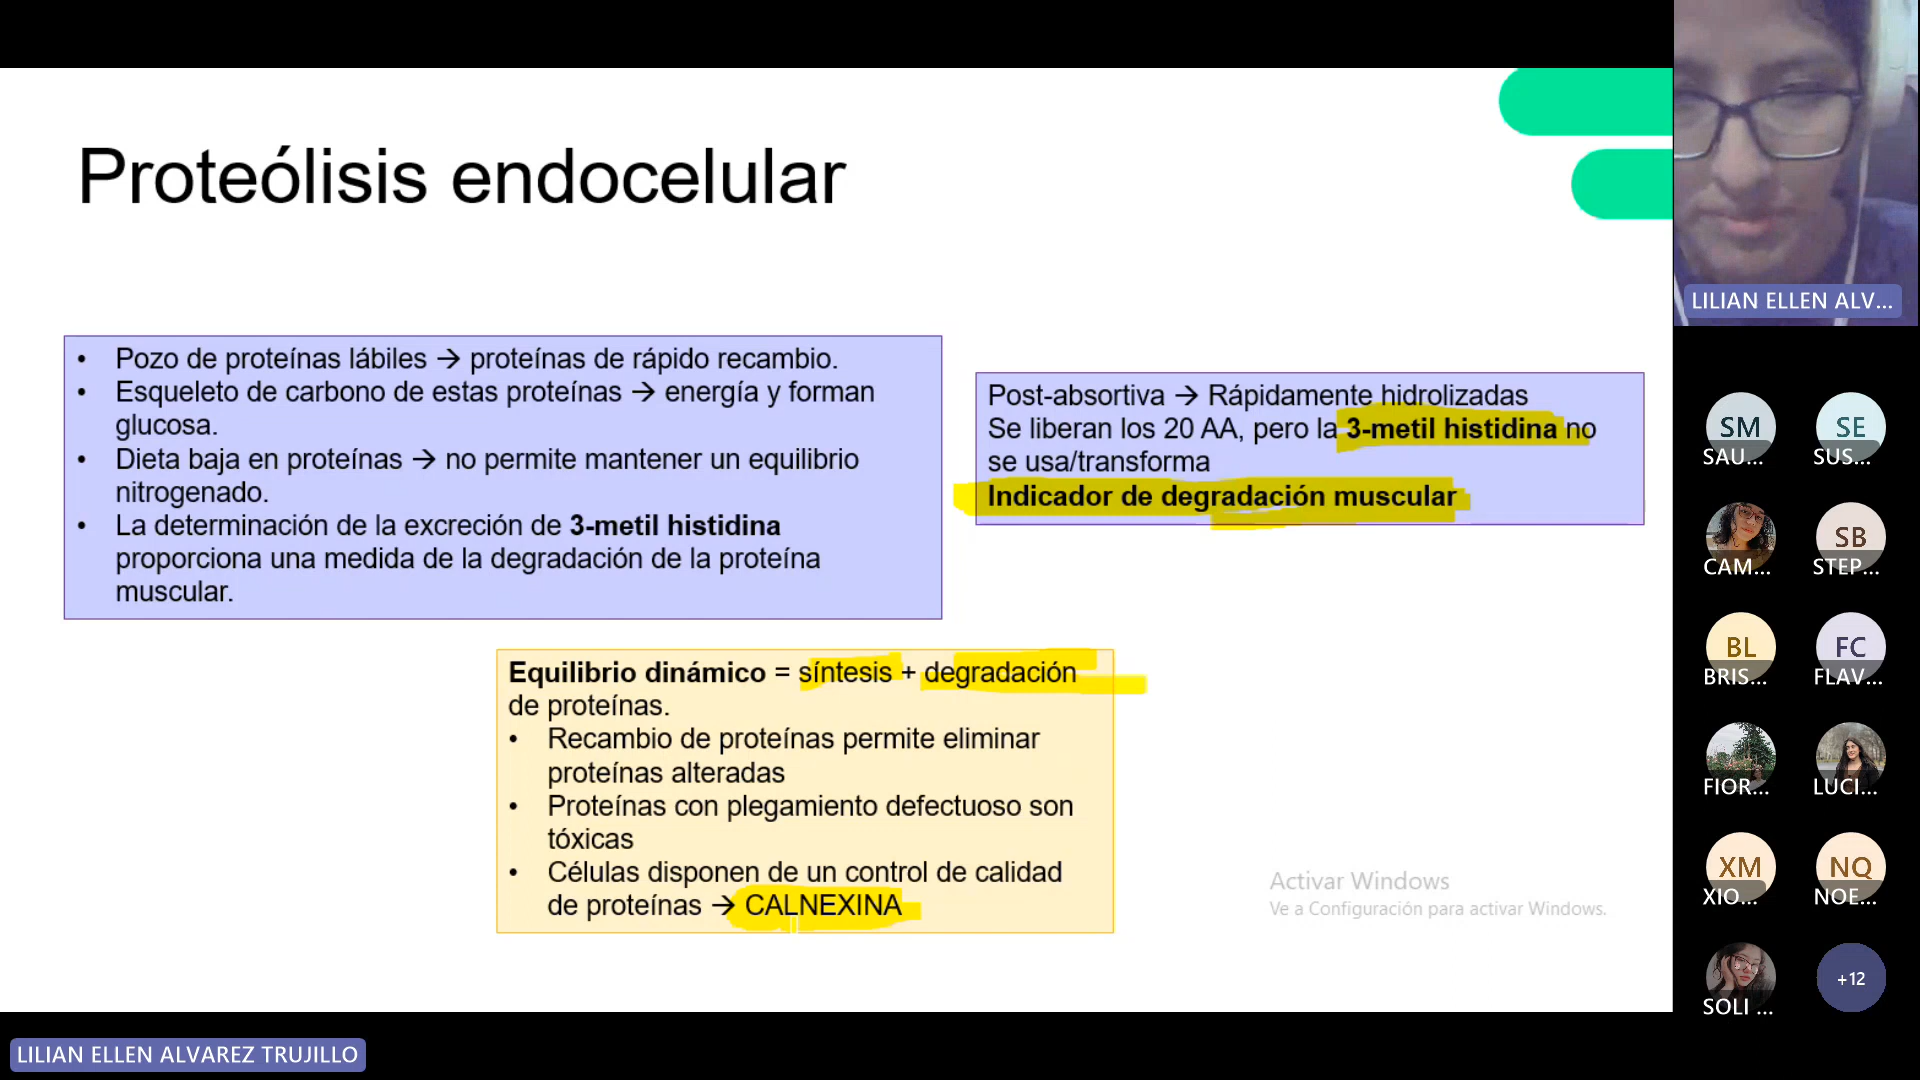 Proteólisis endocelular
• Pozo de proteínas lábiles → proteínas de rápido recambio.
• Esqueleto de carbono de estas proteínas → energía y forman
glucosa.
• Dieta baja en proteínas → no permite mantener un equilibrio
nitrogenado.
• La determinación de la excreción de 3-metil histidina
proporciona una medida de la degradación de la proteína
muscular.
Post-absortiva → Rápidamente hidrolizadas
Se liberan los 20 AA, pero la 3-metil histidina no
se usa/transforma
Indicador de degradación muscular
Equilibrio dinámico = síntesis + degradación
de proteínas.
• Recambio de proteínas permite eliminar
proteínas alteradas
• Proteínas con plegamiento defectuoso son
tóxicas
• Células disponen de un control de calidad
de proteínas → CALNEXINA
Activar Windows
Ve a Configuración para activar Windows.
LILIAN ELLEN ALV...
SM SE
SAU... SUS...
SB
CAM... STEP...
BL FC
BRIS... FLAV...
FIOR... LUCI...
XM NQ
XIO... NOE...
+12
SOLI ...
LILIAN ELLEN ALVAREZ TRUJILLO